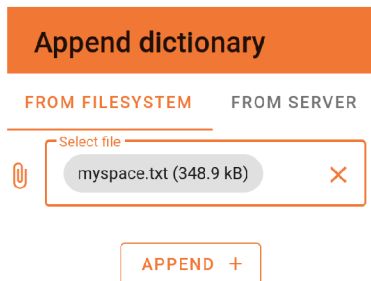 Append dictionary
FROM FILESYSTEM FROM SERVER
Select file
myspace.txt (348.9 kB)
APPEND +